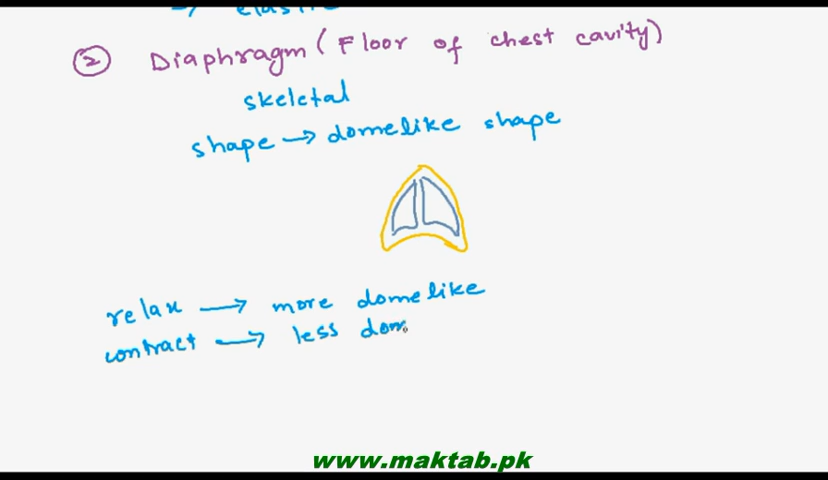 → elastic
② Diaphragm (Floor of chest cavity)
skeletal
shape → domelike shape
relax → more domelike
contract → less dom
www.maktab.pk